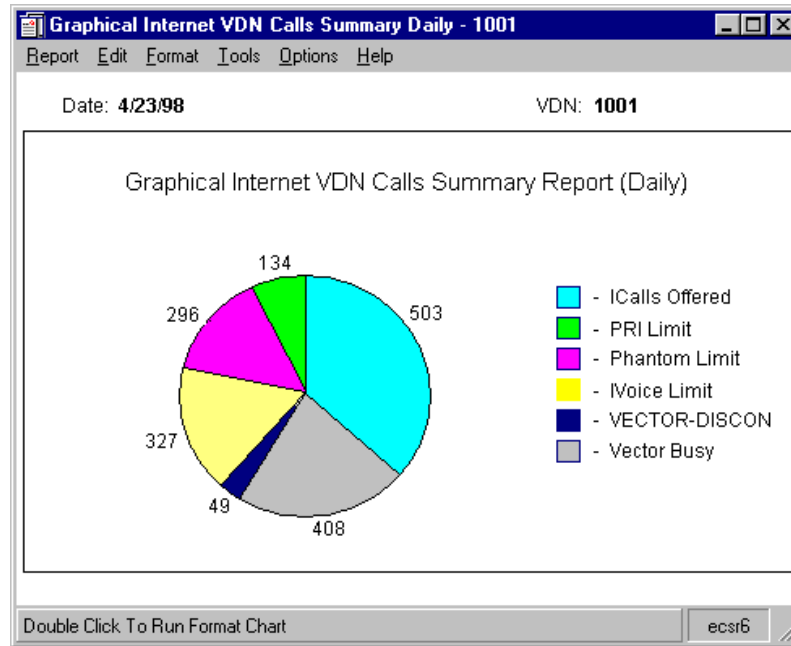 Graphical Internet VDN Calls Summary Daily - 1001
Report Edit Format Tools Options Help
Date: 4/23/98 VDN: 1001
Graphical Internet VDN Calls Summary Report (Daily)
134
296
503
327
49
408
- ICalls Offered
- PRI Limit
- Phantom Limit
- IVoice Limit
- VECTOR-DISCON
- Vector Busy
Double Click To Run Format Chart ecsr6